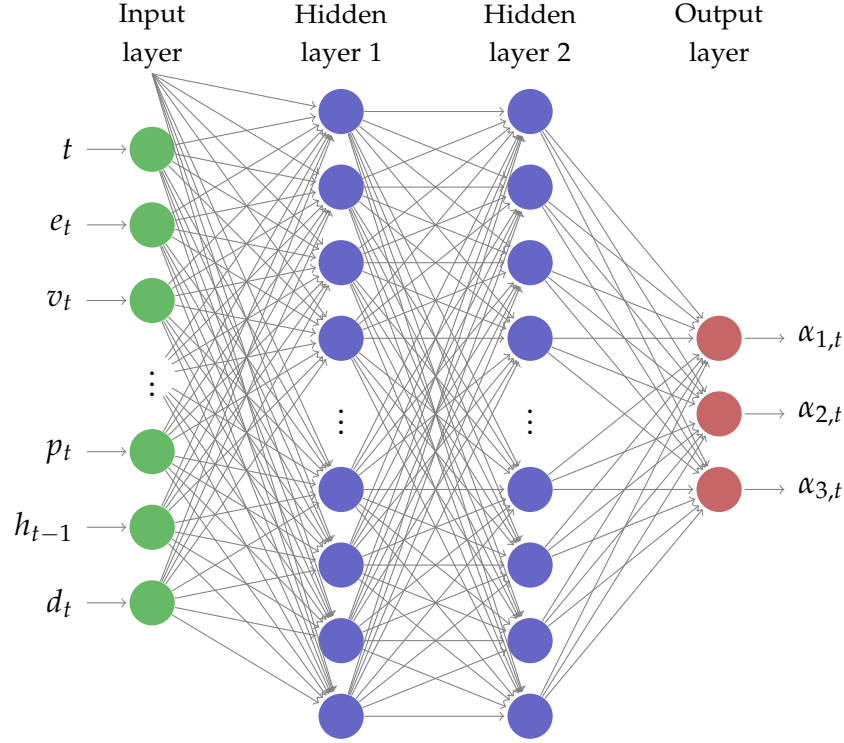 Input layer
Hidden layer 1
Hidden layer 2
Output layer
t
e_t
v_t
⋮
p_t
h_{t−1}
d_t
⋮
⋮
α_{1,t}
α_{2,t}
α_{3,t}